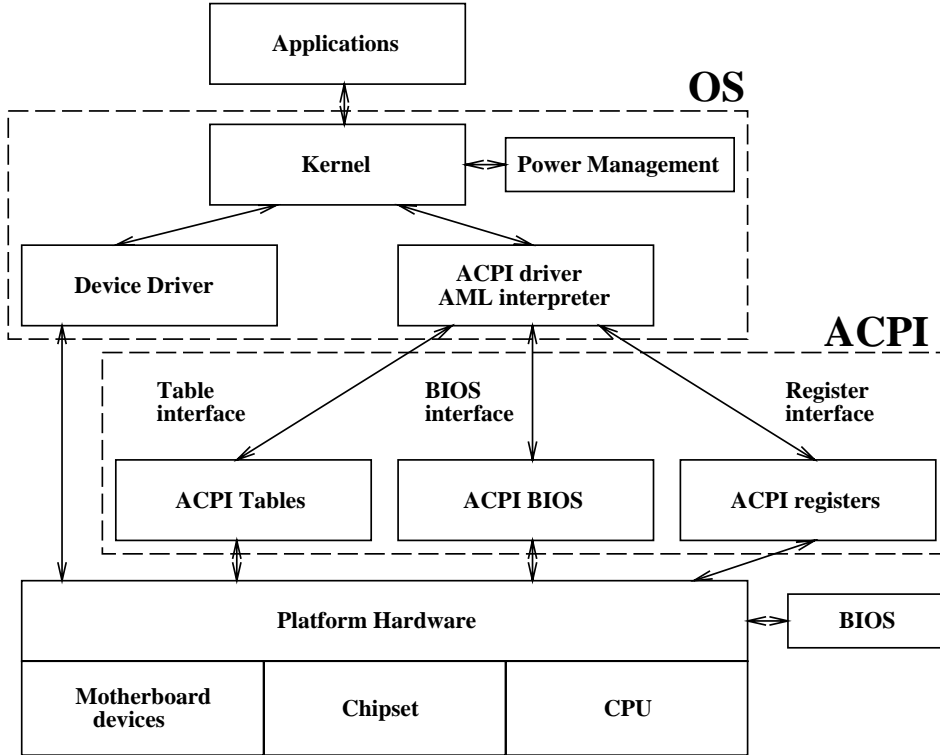 Applications
OS
Kernel
Power Management
Device Driver
ACPI driver
AML interpreter
ACPI
Table
interface
BIOS
interface
Register
interface
ACPI Tables
ACPI BIOS
ACPI registers
Platform Hardware
BIOS
Motherboard
devices
Chipset
CPU